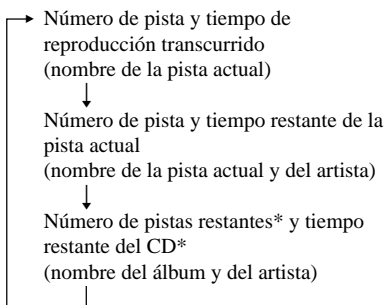 Número de pista y tiempo de
reproducción transcurrido
(nombre de la pista actual)
Número de pista y tiempo restante de la
pista actual
(nombre de la pista actual y del artista)
Número de pistas restantes* y tiempo
restante del CD*
(nombre del álbum y del artista)